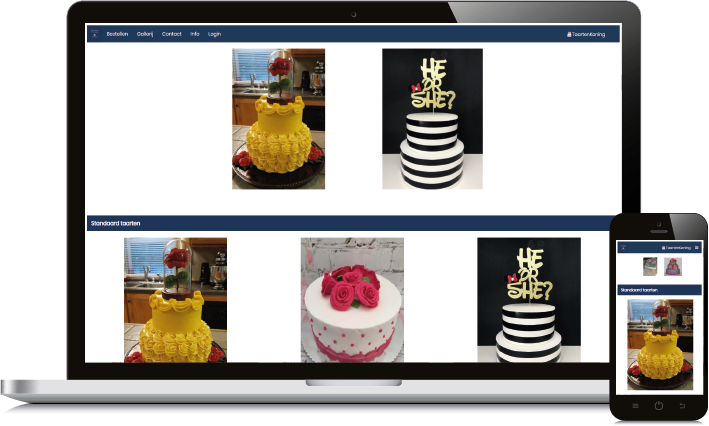 Bestellen Gallerij Contact Info Login TaartenKoning
HE
OR
SHE?
Standaard taarten
HE
OR
SHE?
TaartenKoning
Standaard taarten